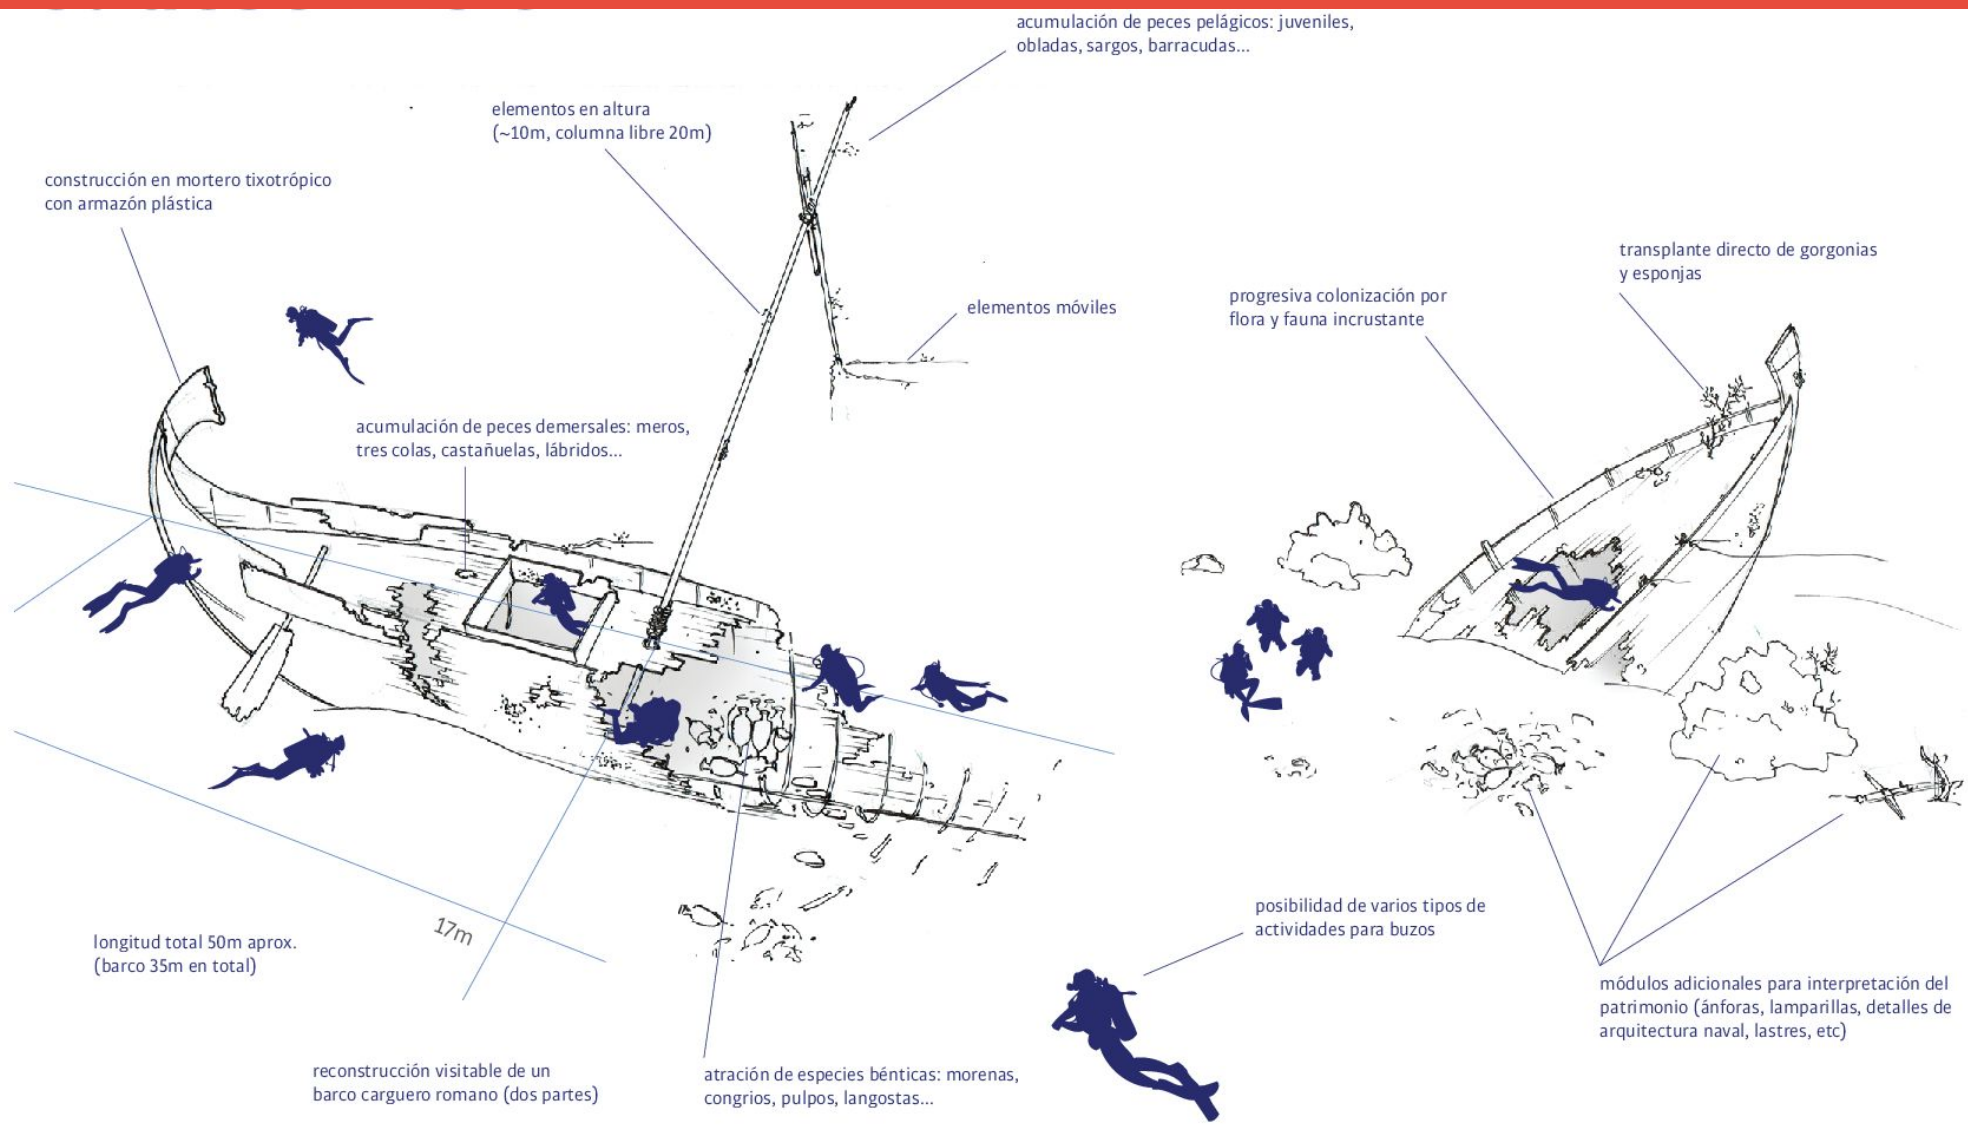 acumulación de peces pelágicos: juveniles,
obladas, sargos, barracudas...
elementos en altura
(~10m, columna libre 20m)
construcción en mortero tixotrópico
con armazón plástica
transplante directo de gorgonias
y esponjas
progresiva colonización por
flora y fauna incrustante
elementos móviles
acumulación de peces demersales: meros,
tres colas, castañuelas, lábridos...
17m
longitud total 50m aprox.
(barco 35m en total)
posibilidad de varios tipos de
actividades para buzos
módulos adicionales para interpretación del
patrimonio (ánforas, lamparillas, detalles de
arquitectura naval, lastres, etc)
reconstrucción visitable de un
barco carguero romano (dos partes)
atración de especies bénticas: morenas,
congrios, pulpos, langostas...